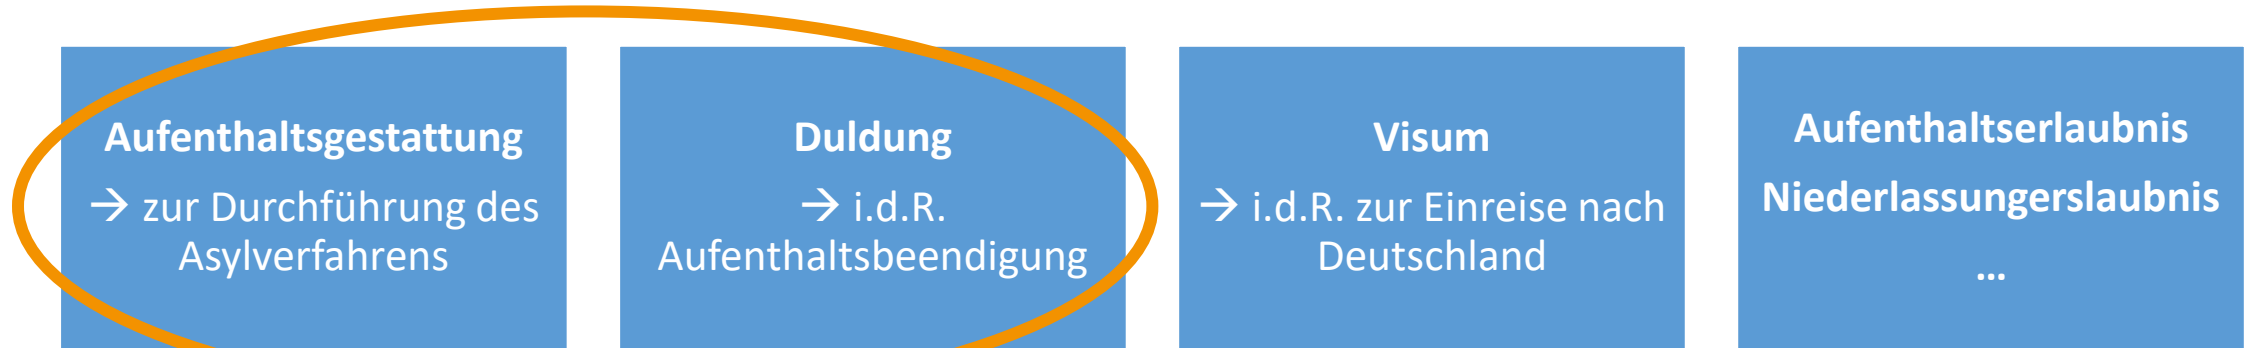 Aufenthaltsgestattung
→ zur Durchführung des
Asylverfahrens
Duldung
→ i.d.R.
Aufenthaltsbeendigung
Visum
→ i.d.R. zur Einreise nach
Deutschland
Aufenthaltserlaubnis
Niederlassungerslaubnis
...